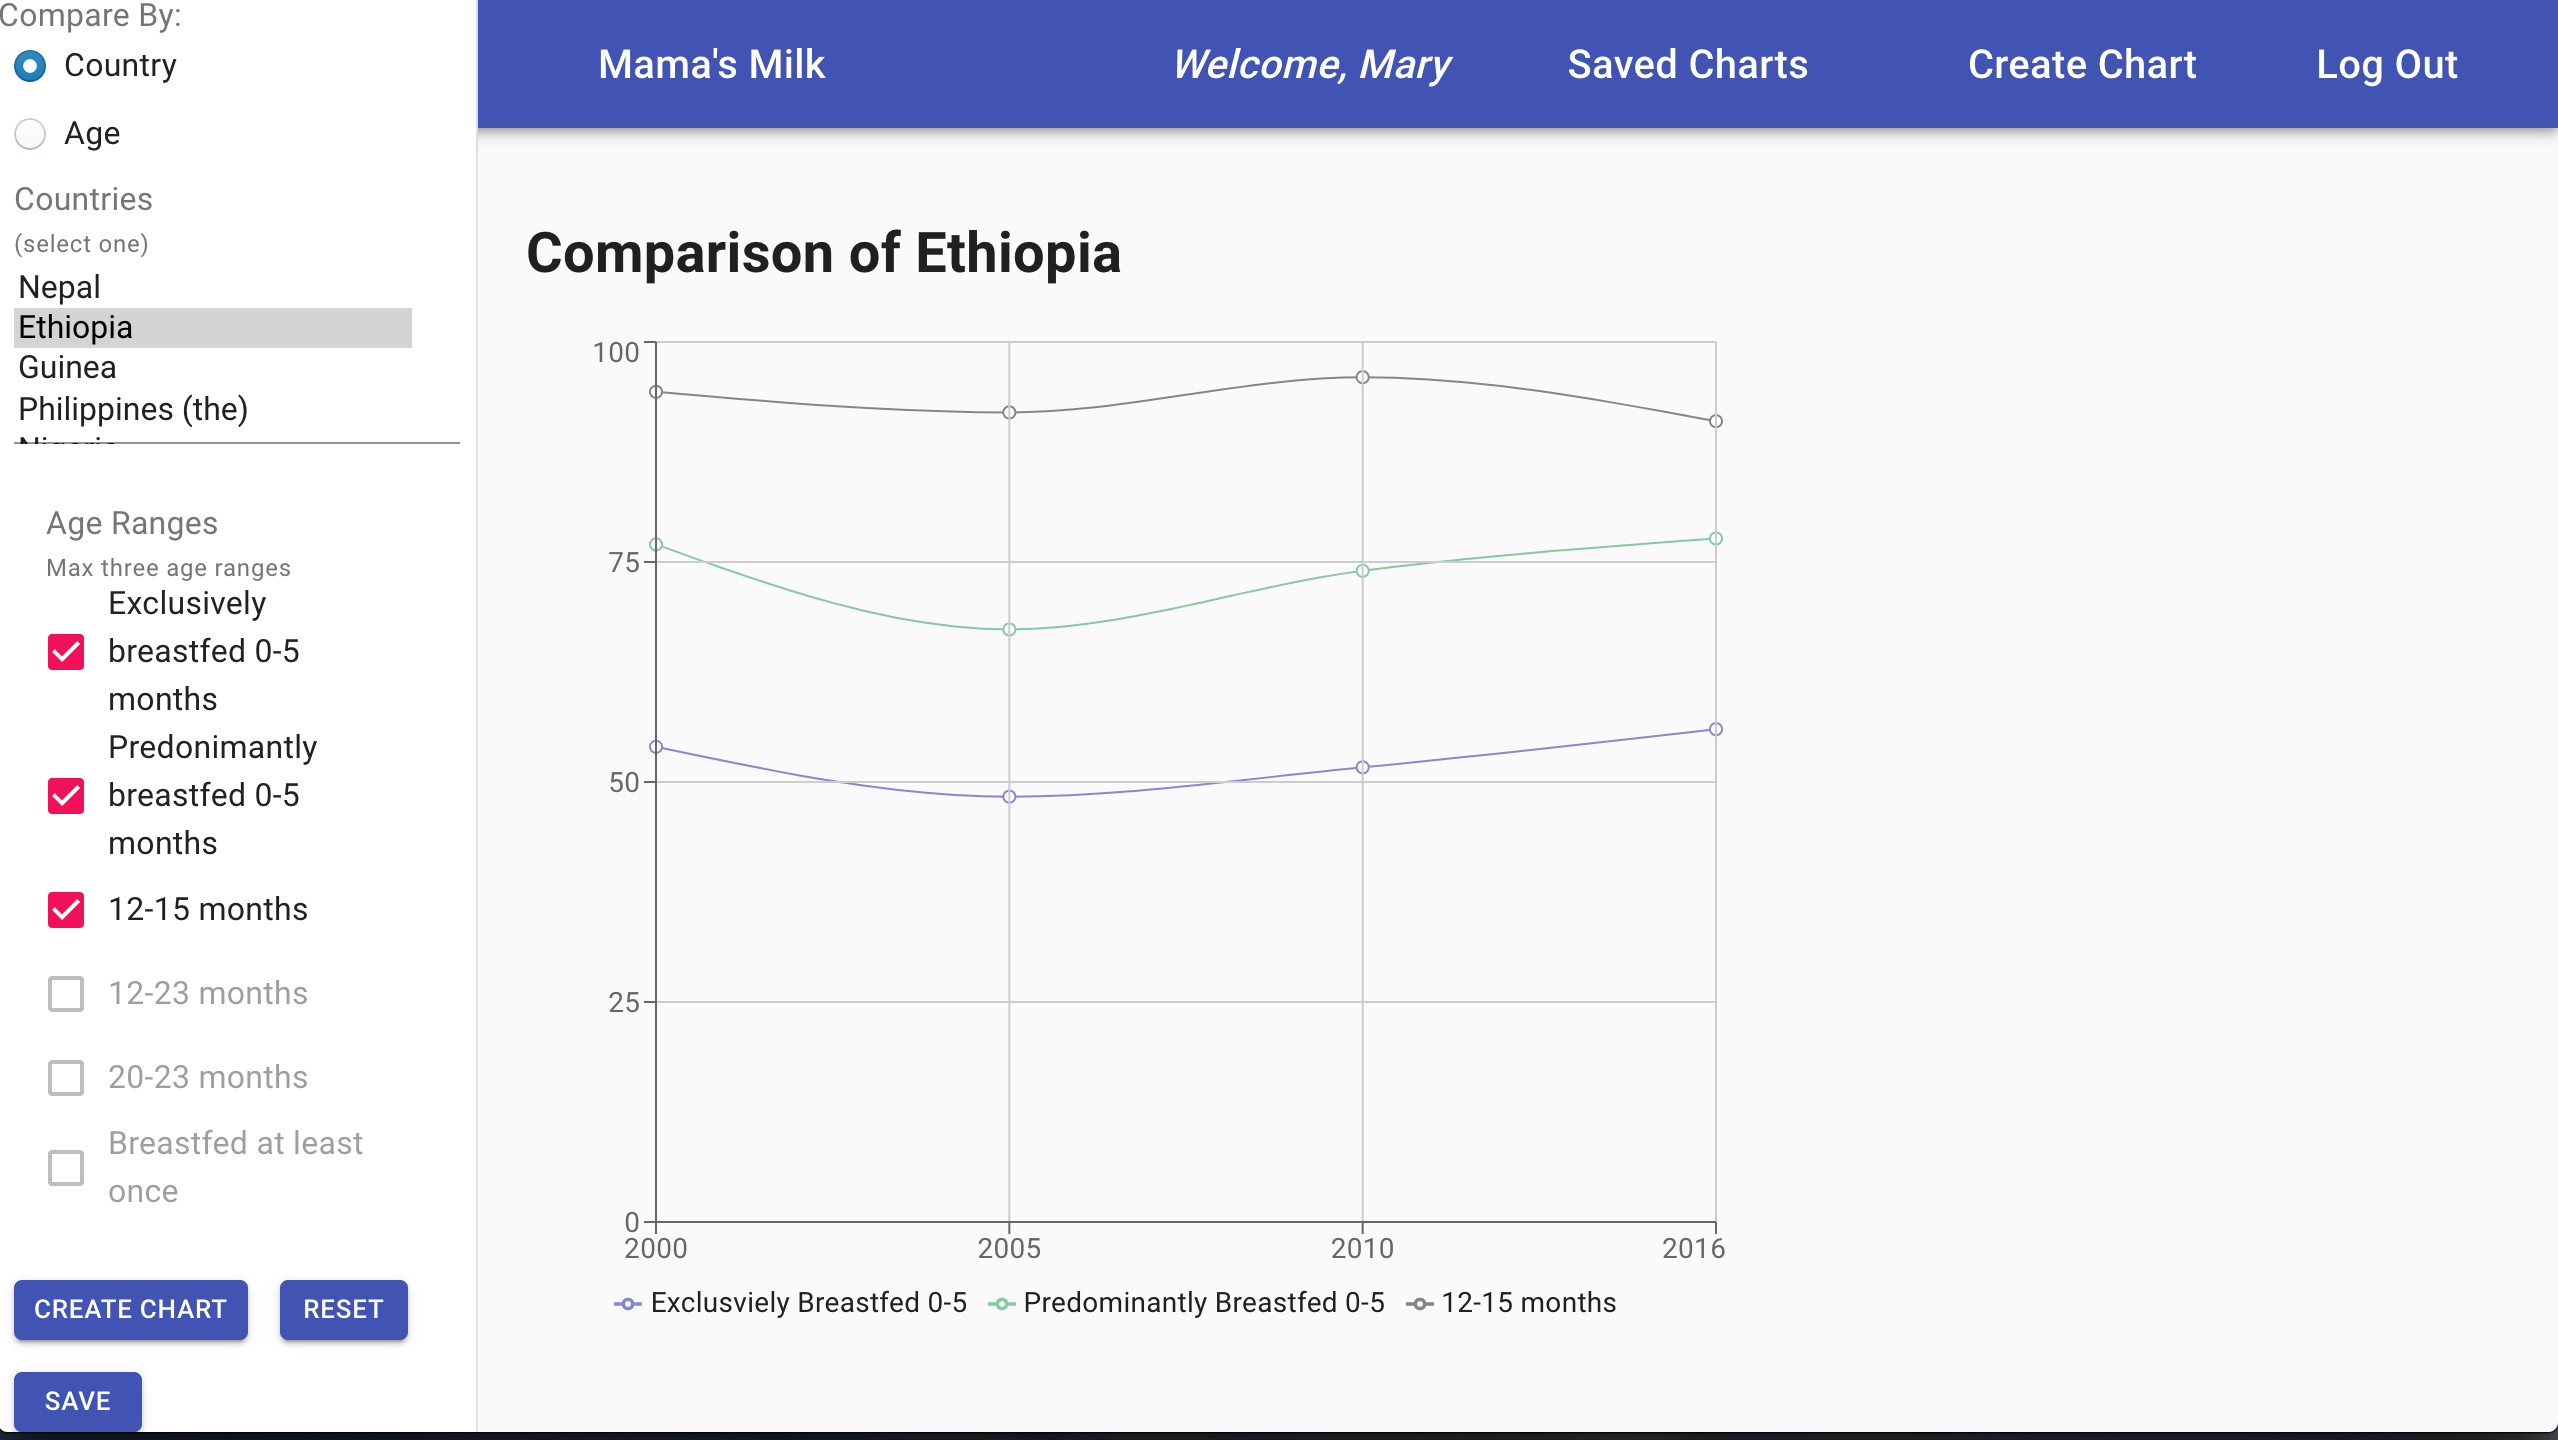 Compare By:
Country
Age
Countries
(select one)
Nepal
Ethiopia
Guinea
Philippines (the)
Age Ranges
Max three age ranges
Exclusively
breastfed 0-5
months
Predonimantly
breastfed 0-5
months
12-15 months
12-23 months
20-23 months
Breastfed at least
once
CREATE CHART RESET
SAVE
Mama's Milk Welcome, Mary Saved Charts Create Chart Log Out
Comparison of Ethiopia
100
75
50
25
0
2000 2005 2010 2016
Exclusviely Breastfed 0-5 Predominantly Breastfed 0-5 12-15 months